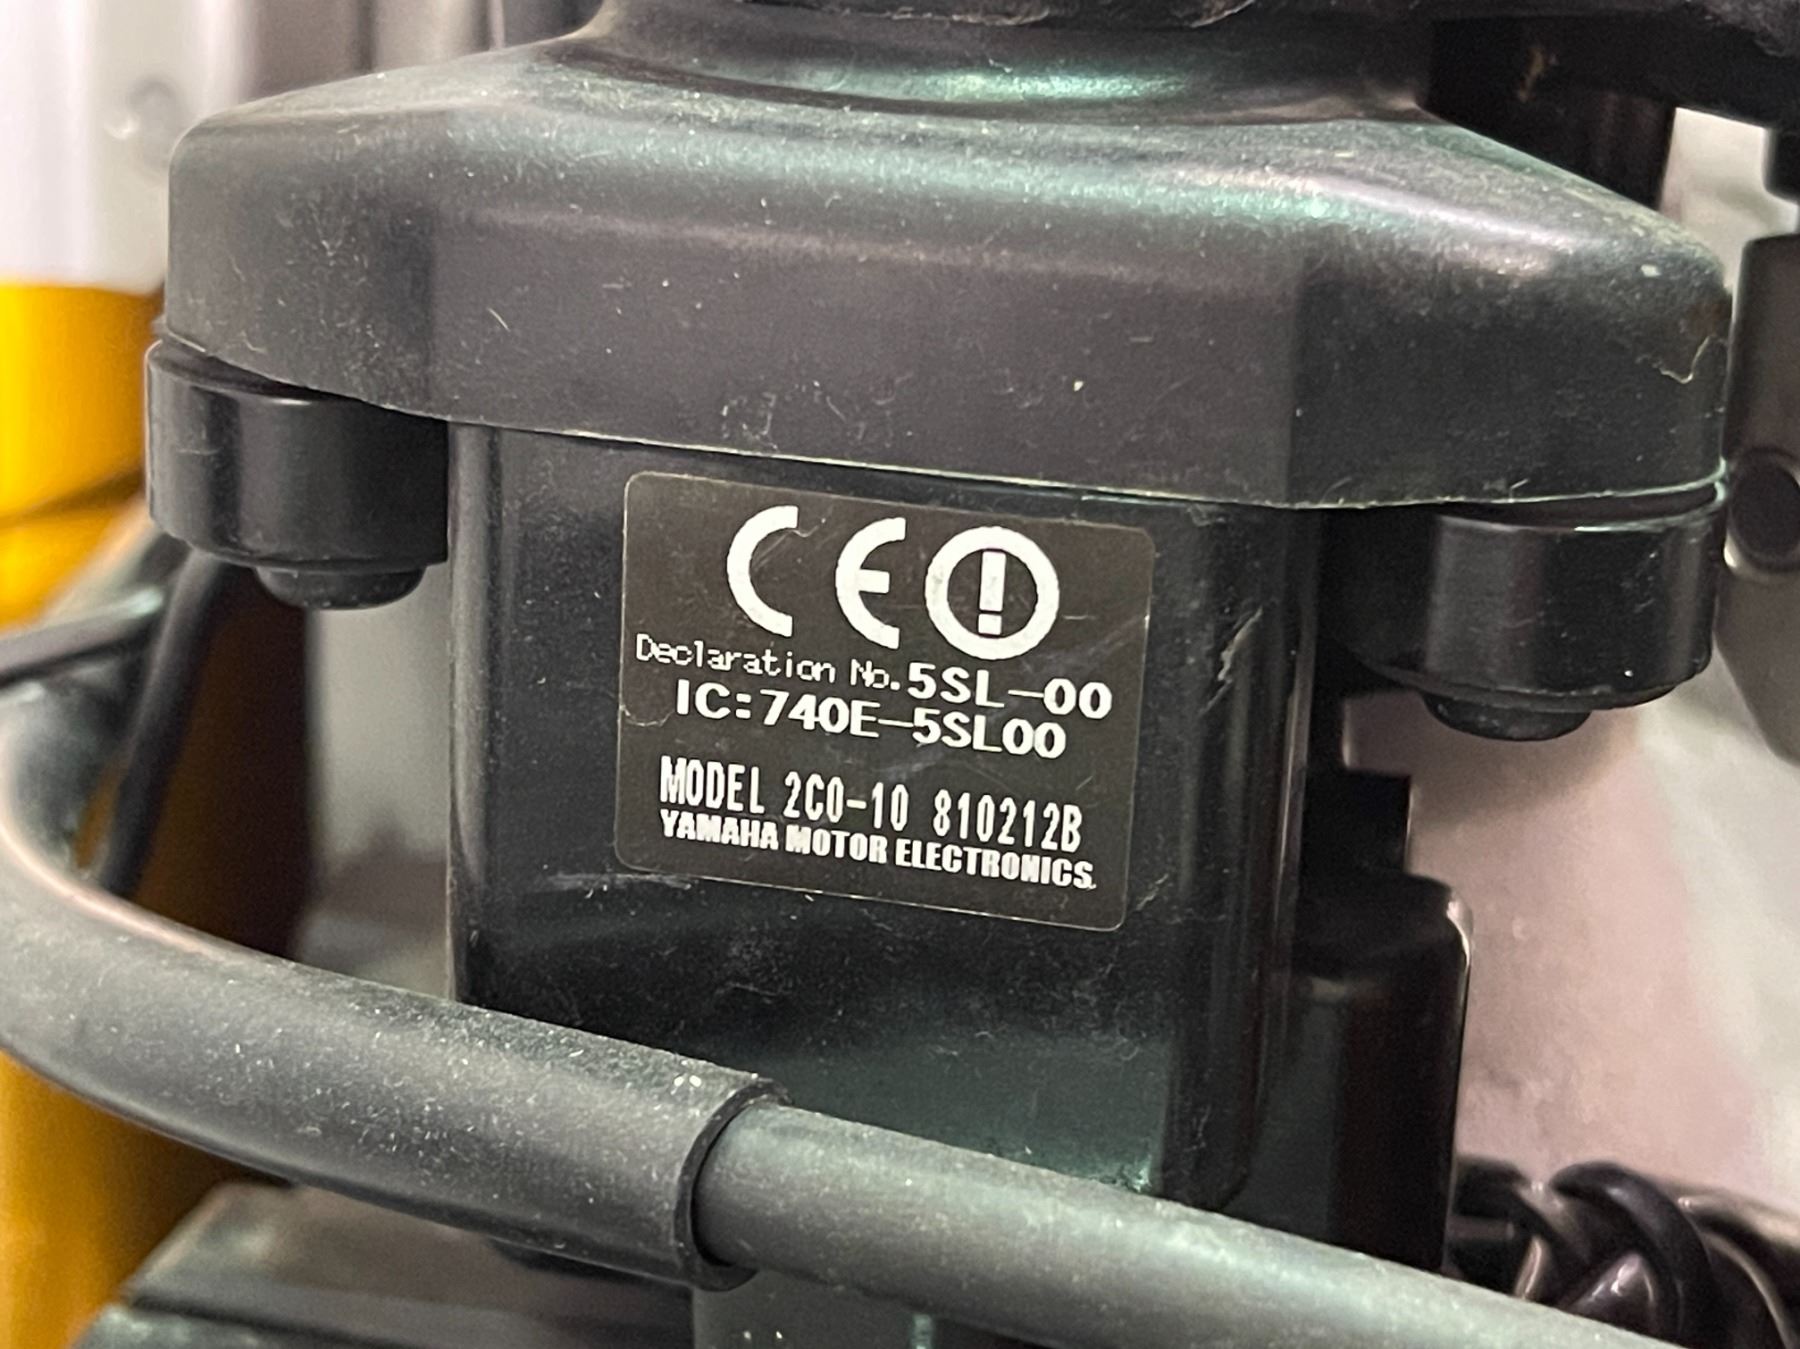 CE
Declaration No.5SL-00
IC:740E-5SL00
MODEL 2C0-10 810212B
YAMAHA MOTOR ELECTRONICS.